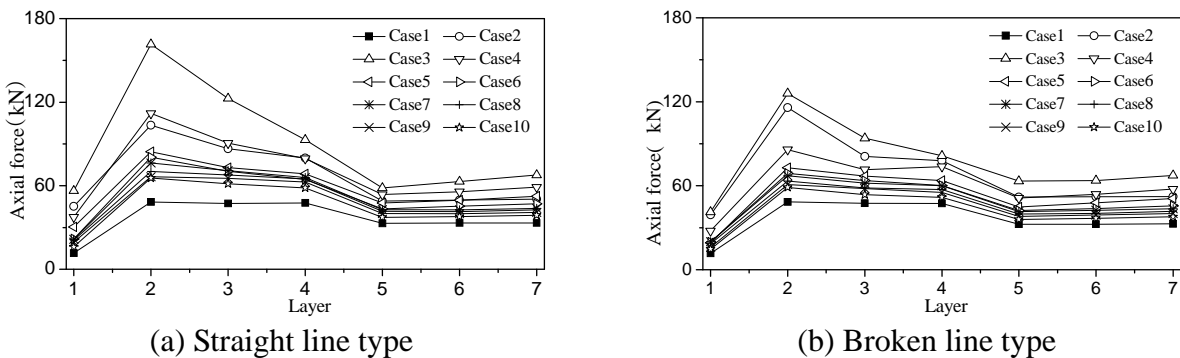 180
120
60
0
Axial force(kN)
Case1 Case2
Case3 Case4
Case5 Case6
Case7 Case8
Case9 Case10
1 2 3 4 5 6 7
Layer
(a) Straight line type
180
120
60
0
Axial force( kN)
Case1 Case2
Case3 Case4
Case5 Case6
Case7 Case8
Case9 Case10
1 2 3 4 5 6 7
Layer
(b) Broken line type